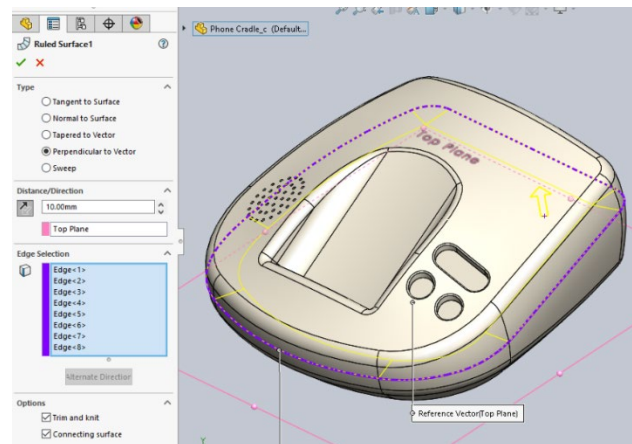 Phone Cradle_c (Default...
Ruled Surface1
Type
Tangent to Surface
Normal to Surface
Tapered to Vector
Perpendicular to Vector
Sweep
Distance/Direction
10.00mm
Top Plane
Edge Selection
Edge<1>
Edge<2>
Edge<3>
Edge<4>
Edge<5>
Edge<6>
Edge<7>
Edge<8>
Alternate Direction
Options
Trim and knit
Connecting surface
Top Plane
Reference Vector(Top Plane)
Y